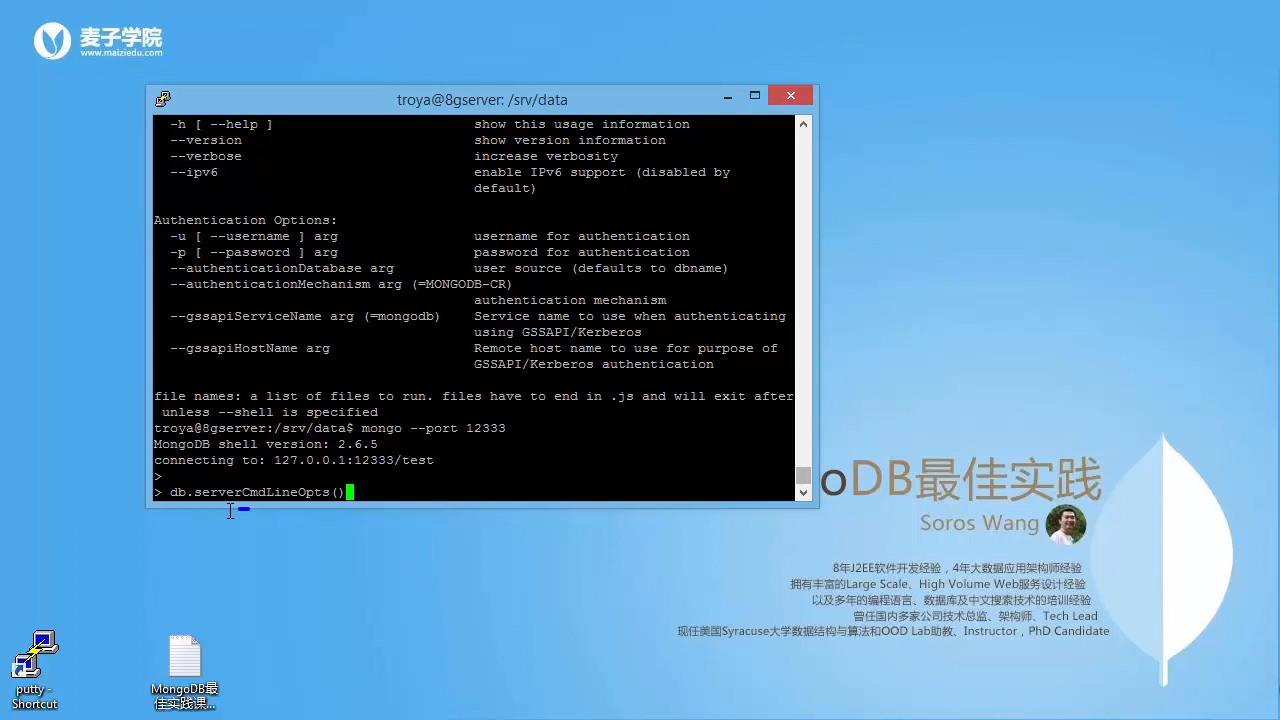 麦子学院
www.maiziedu.com
troya@8gserver: /srv/data
-h [ --help ] show this usage information
--version show version information
--verbose increase verbosity
--ipv6 enable IPv6 support (disabled by
default)
Authentication Options:
-u [ --username ] arg username for authentication
-p [ --password ] arg password for authentication
--authenticationDatabase arg user source (defaults to dbname)
--authenticationMechanism arg (=MONGODB-CR)
authentication mechanism
--gssapiServiceName arg (=mongodb) Service name to use when authenticating
using GSSAPI/Kerberos
--gssapiHostName arg Remote host name to use for purpose of
GSSAPI/Kerberos authentication
file names: a list of files to run. files have to end in .js and will exit after
unless --shell is specified
troya@8gserver:/srv/data$ mongo --port 12333
MongoDB shell version: 2.6.5
connecting to: 127.0.0.1:12333/test
>
> db.serverCmdLineOpts()
oDB最佳实践
Soros Wang
8年J2EE软件开发经验，4年大数据应用架构师经验
拥有丰富的Large Scale、High Volume Web服务设计经验
以及多年的编程语言、数据库及中文搜索技术的培训经验
曾任国内多家公司技术总监、架构师、Tech Lead
现任美国Syracuse大学数据结构与算法和OOD Lab助教、Instructor，PhD Candidate
putty -
Shortcut
MongoDB最
佳实践课...